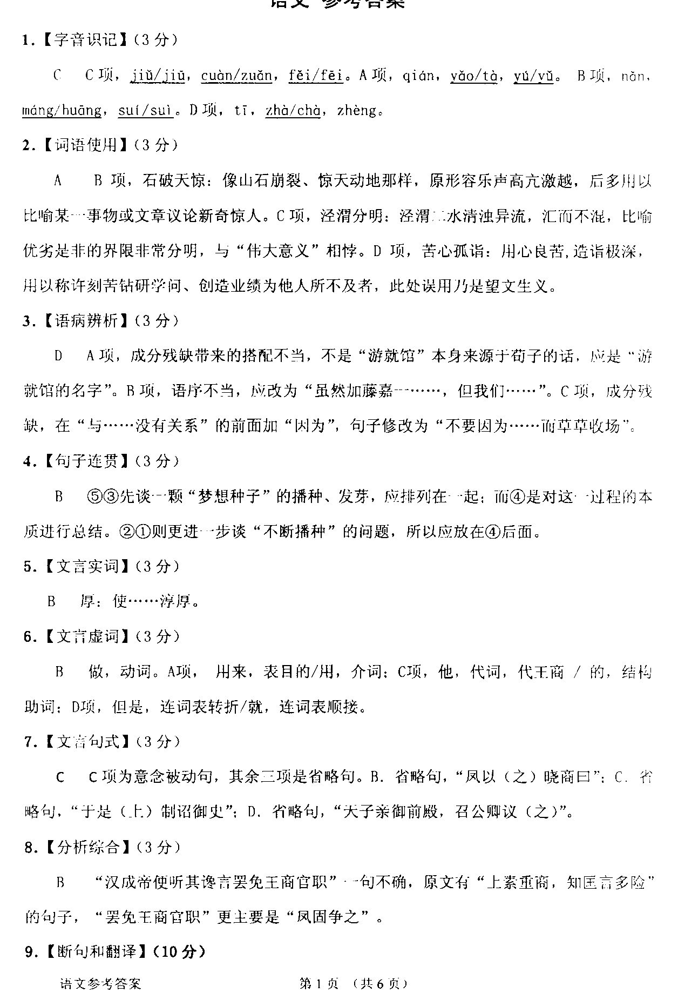 语文 参考答案
1.【字音识记】(3 分)
C C 项，jiǔ/jiū，cuàn/zuǎn，fěi/fēi。A 项，qián，yǎo/tà，yú/yǔ。 B 项，nǎn，
máng/huāng，suí/suì。D 项，tī，zhà/chà，zhèng。
2.【词语使用】(3 分)
A B 项，石破天惊：像山石崩裂、惊天动地那样，原形容乐声高亢激越，后多用以
比喻某一事物或文章议论新奇惊人。C 项，泾渭分明：泾渭二水清浊异流，汇而不混，比喻
优劣是非的界限非常分明，与“伟大意义”相悖。D 项，苦心孤诣：用心良苦,造诣极深，
用以称许刻苦钻研学问、创造业绩为他人所不及者，此处误用乃是望文生义。
3.【语病辨析】(3 分)
D A 项，成分残缺带来的搭配不当，不是“游就馆”本身来源于荀子的话，应是“游
就馆的名字”。B 项，语序不当，应改为“虽然加藤嘉一……，但我们……”。C 项，成分残
缺，在“与……没有关系”的前面加“因为”，句子修改为“不要因为……而草草收场”。
4.【句子连贯】(3 分)
B ⑤③先谈一颗“梦想种子”的播种、发芽，应排列在一起；而④是对这一过程的本
质进行总结。②①则更进一步谈“不断播种”的问题，所以应放在④后面。
5.【文言实词】(3 分)
B 厚：使……淳厚。
6.【文言虚词】(3 分)
B 做，动词。A项， 用来，表目的/用，介词；C项，他，代词，代王商 / 的，结构
助词；D项，但是，连词表转折/就，连词表顺接。
7.【文言句式】(3 分)
C C 项为意念被动句，其余三项是省略句。B．省略句，“凤以（之）晓商曰”；C．省
略句，“于是（上）制诏御史”；D．省略句，“天子亲御前殿，召公卿议（之）”。
8.【分析综合】(3 分)
B “汉成帝便听其谗言罢免王商官职”一句不确，原文有“上素重商，知匡言多险”
的句子，“罢免王商官职”更主要是“凤固争之”。
9.【断句和翻译】(10 分)
语文参考答案 第 1 页 （共 6 页）